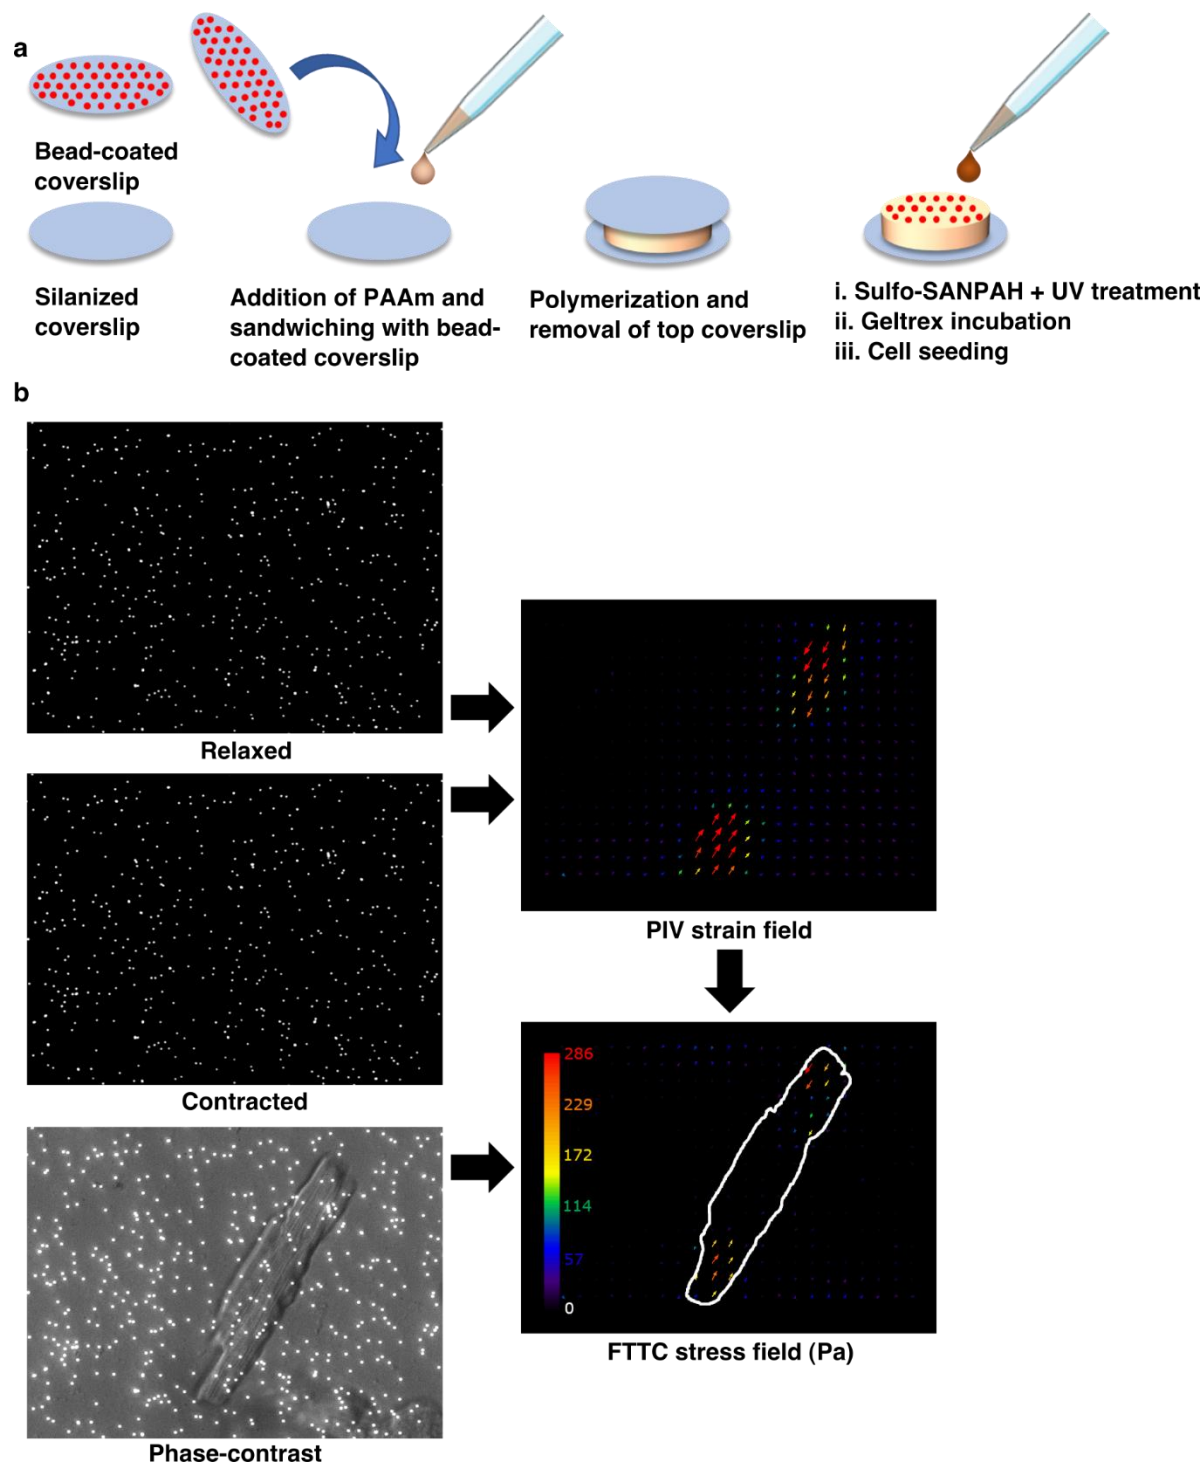 a
Bead-coated
coverslip
Silanized
coverslip
Addition of PAAm and
sandwiching with bead-
coated coverslip
Polymerization and
removal of top coverslip
i. Sulfo-SANPAH + UV treatment
ii. Geltrex incubation
iii. Cell seeding
b
Relaxed
Contracted
Phase-contrast
PIV strain field
286
229
172
114
57
0
FTTC stress field (Pa)